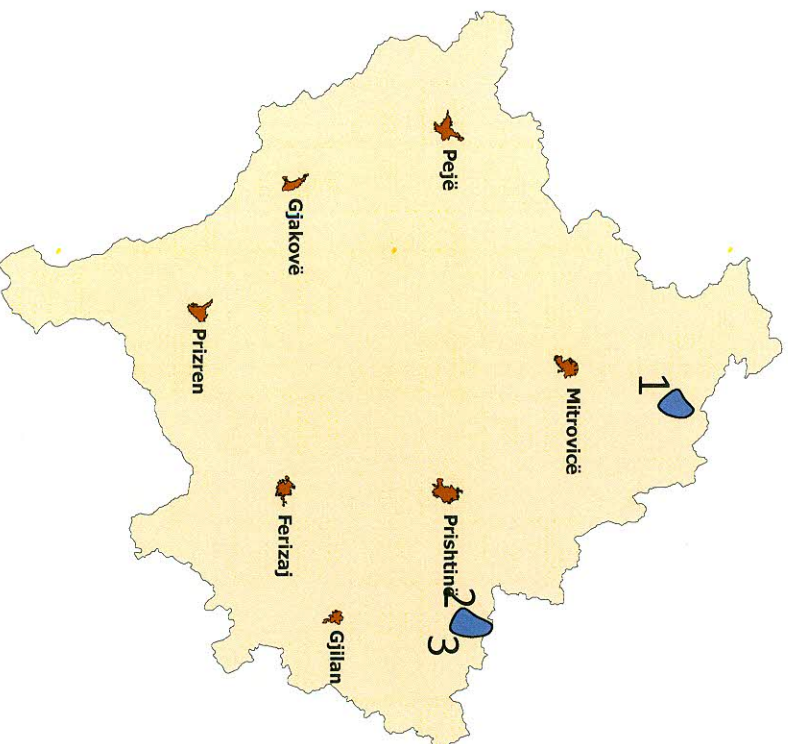 1
Mitrovicë
Pejë
Prishtinë
2
3
Gjilan
Gjakovë
Ferizaj
Prizren